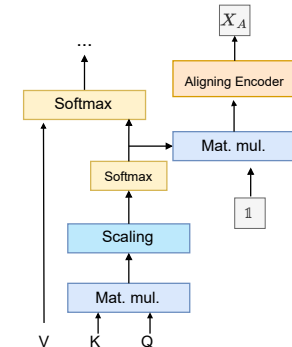 X_A
...
Aligning Encoder
Softmax
Mat. mul.
Softmax
𝟙
Scaling
Mat. mul.
V K Q